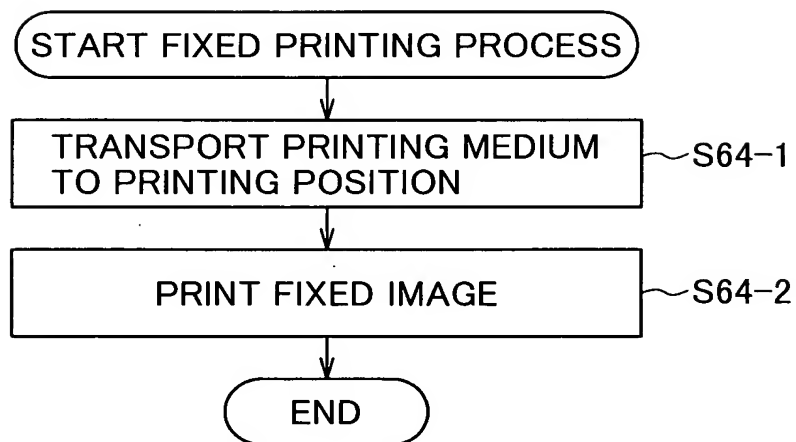 START FIXED PRINTING PROCESS
TRANSPORT PRINTING MEDIUM
TO PRINTING POSITION
S64-1
PRINT FIXED IMAGE
S64-2
END